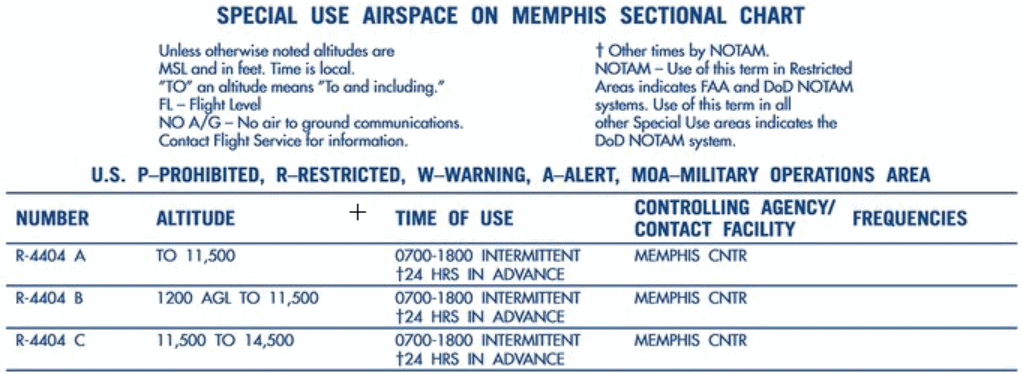 SPECIAL USE AIRSPACE ON MEMPHIS SECTIONAL CHART
Unless otherwise noted altitudes are
MSL and in feet. Time is local.
"TO" an altitude means "To and including."
FL – Flight Level
NO A/G – No air to ground communications.
Contact Flight Service for information.
† Other times by NOTAM.
NOTAM – Use of this term in Restricted
Areas indicates FAA and DoD NOTAM
systems. Use of this term in all
other Special Use areas indicates the
DoD NOTAM system.
U.S. P–PROHIBITED, R–RESTRICTED, W–WARNING, A–ALERT, MOA–MILITARY OPERATIONS AREA
NUMBER ALTITUDE TIME OF USE CONTROLLING AGENCY/ FREQUENCIES
CONTACT FACILITY
R-4404 A TO 11,500 0700-1800 INTERMITTENT MEMPHIS CNTR
†24 HRS IN ADVANCE
R-4404 B 1200 AGL TO 11,500 0700-1800 INTERMITTENT MEMPHIS CNTR
†24 HRS IN ADVANCE
R-4404 C 11,500 TO 14,500 0700-1800 INTERMITTENT MEMPHIS CNTR
†24 HRS IN ADVANCE